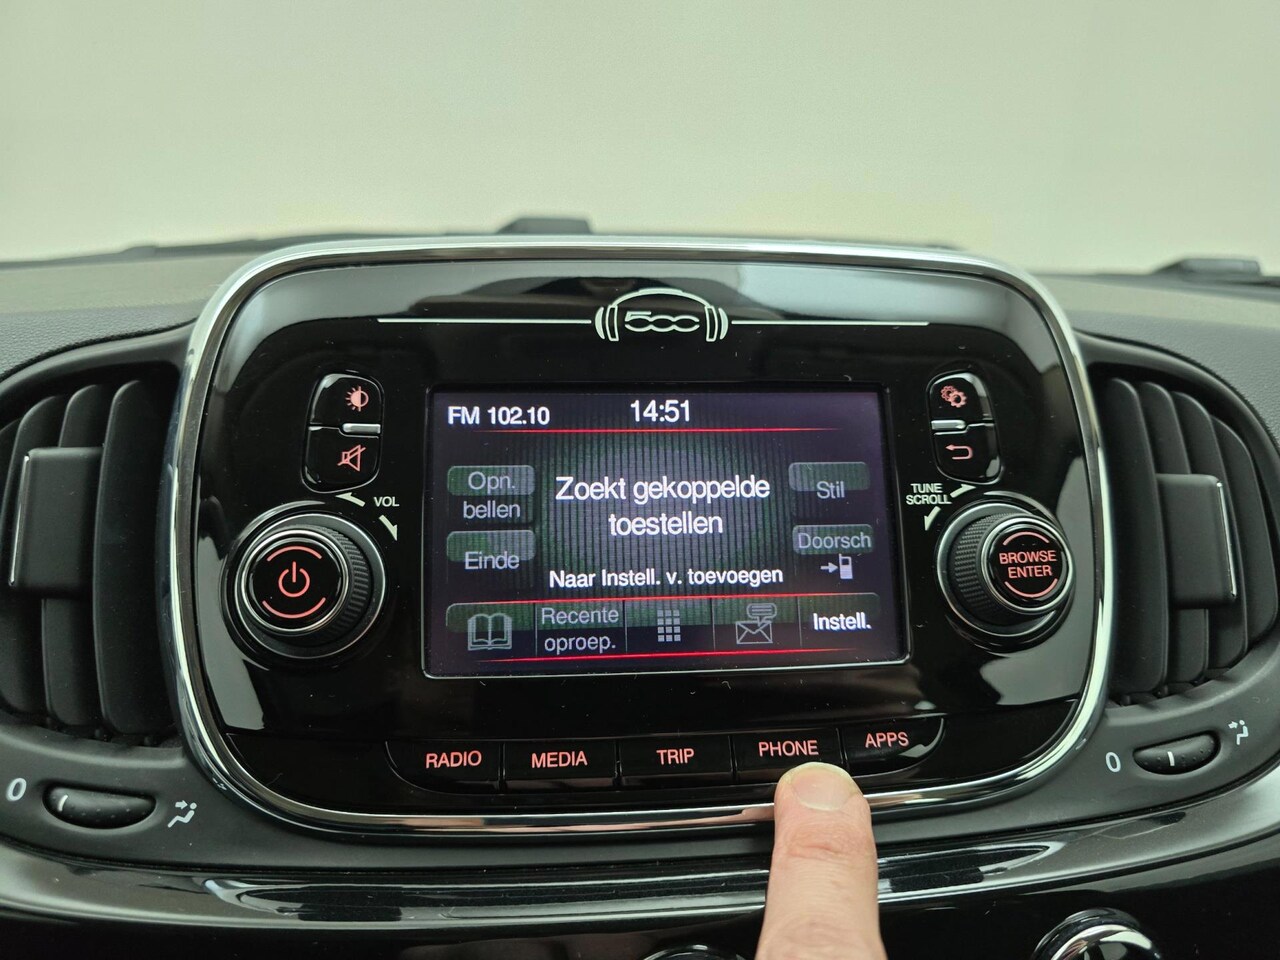 500
FM 102.10
14:51
VOL
TUNE
SCROLL
Opn.
bellen
Zoekt gekoppelde
toestellen
Stil
Einde
Doorsch
Naar Instell. v. toevoegen
BROWSE
ENTER
Recente
oproep.
Instell.
RADIO
MEDIA
TRIP
PHONE
APPS
0
0